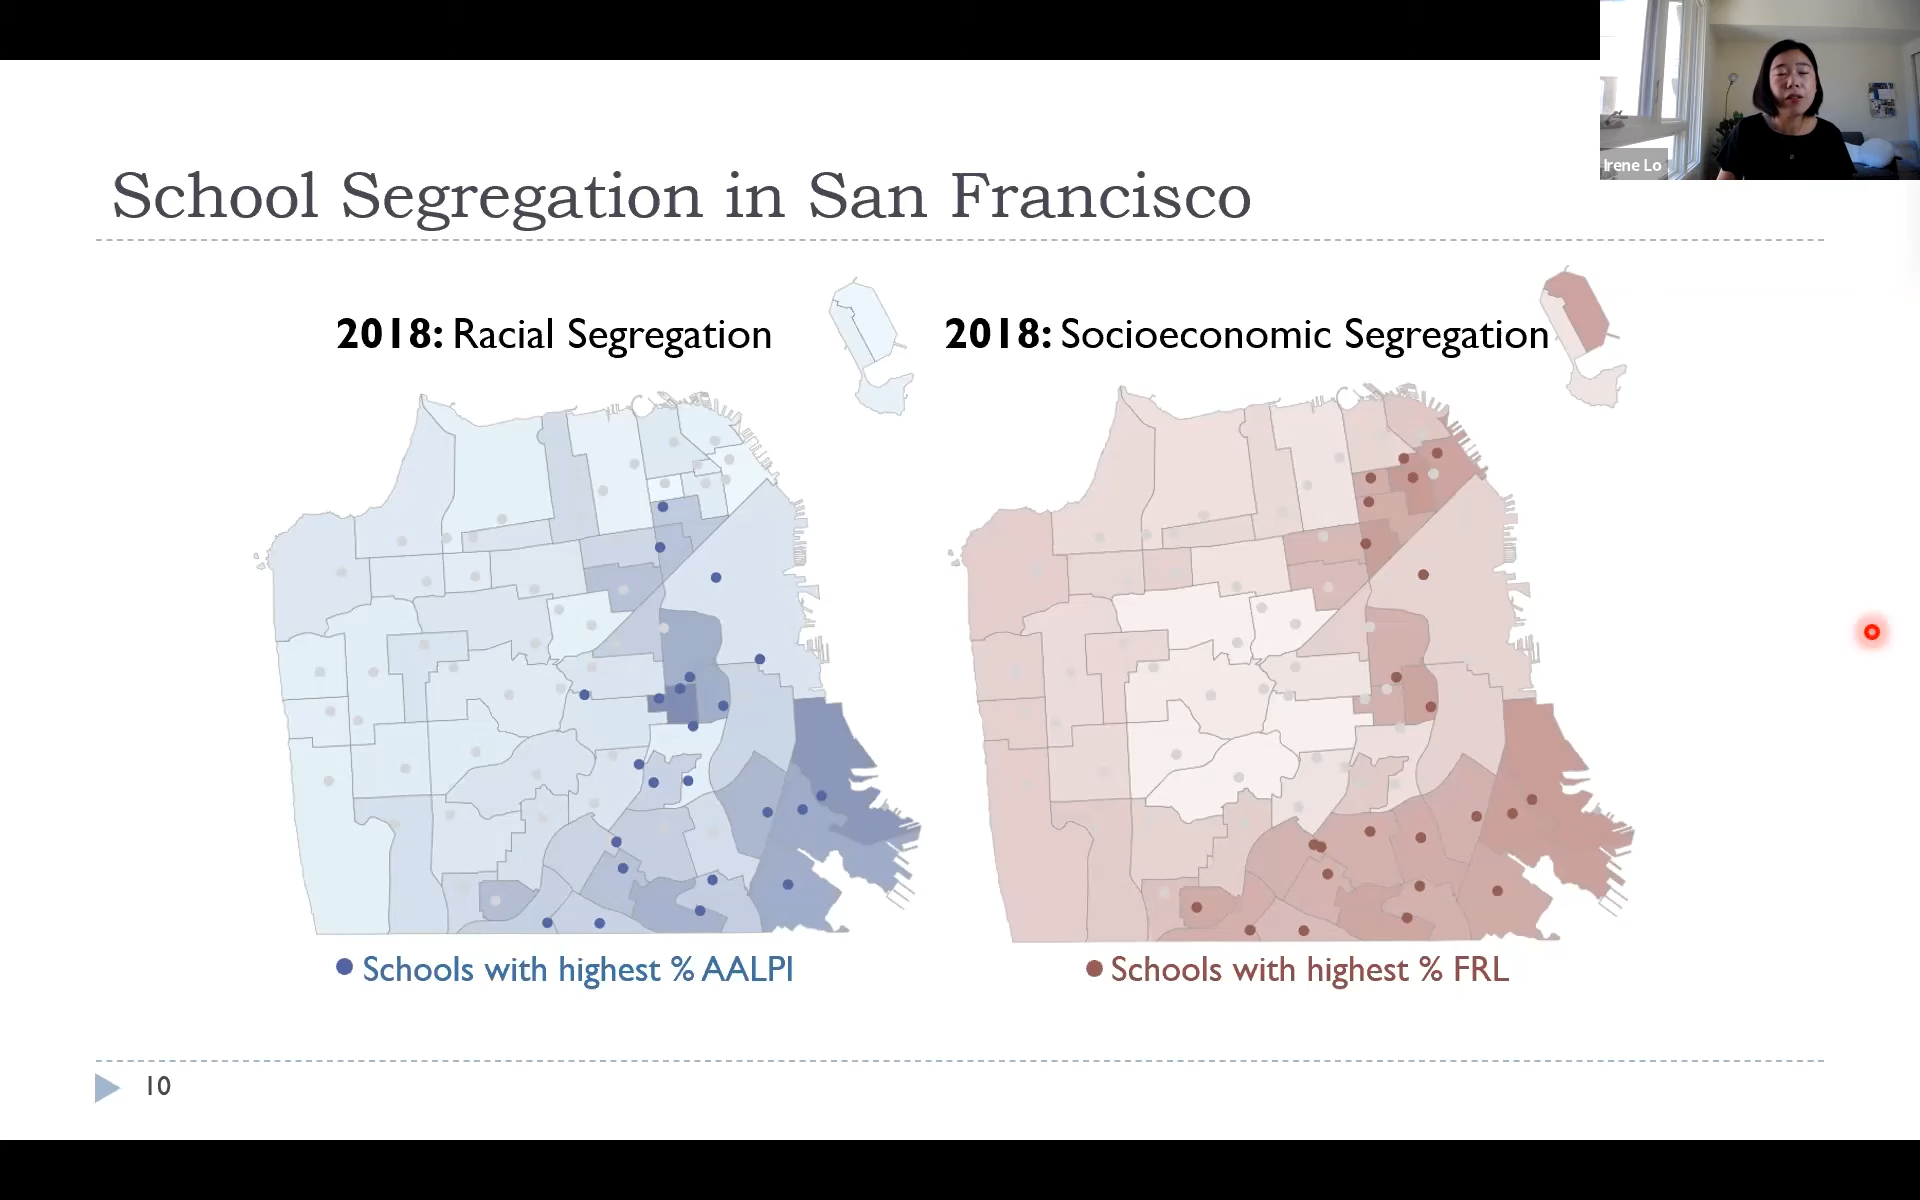 Irene Lo
School Segregation in San Francisco
2018: Racial Segregation
2018: Socioeconomic Segregation
Schools with highest % AALPI
Schools with highest % FRL
10